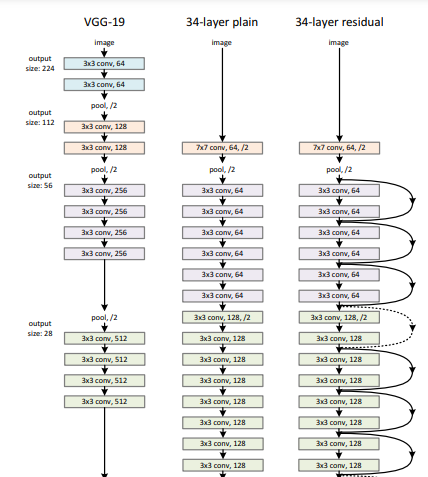 VGG-19
34-layer plain
34-layer residual
image
image
image
output
size: 224
3x3 conv, 64
3x3 conv, 64
pool, /2
output
size: 112
3x3 conv, 128
3x3 conv, 128
7x7 conv, 64, /2
7x7 conv, 64, /2
pool, /2
pool, /2
pool, /2
output
size: 56
3x3 conv, 256
3x3 conv, 64
3x3 conv, 64
3x3 conv, 256
3x3 conv, 64
3x3 conv, 64
3x3 conv, 256
3x3 conv, 64
3x3 conv, 64
3x3 conv, 256
3x3 conv, 64
3x3 conv, 64
3x3 conv, 64
3x3 conv, 64
3x3 conv, 64
3x3 conv, 64
pool, /2
3x3 conv, 128, /2
3x3 conv, 128, /2
output
size: 28
3x3 conv, 512
3x3 conv, 128
3x3 conv, 128
3x3 conv, 512
3x3 conv, 128
3x3 conv, 128
3x3 conv, 512
3x3 conv, 128
3x3 conv, 128
3x3 conv, 512
3x3 conv, 128
3x3 conv, 128
3x3 conv, 128
3x3 conv, 128
3x3 conv, 128
3x3 conv, 128
3x3 conv, 128
3x3 conv, 128